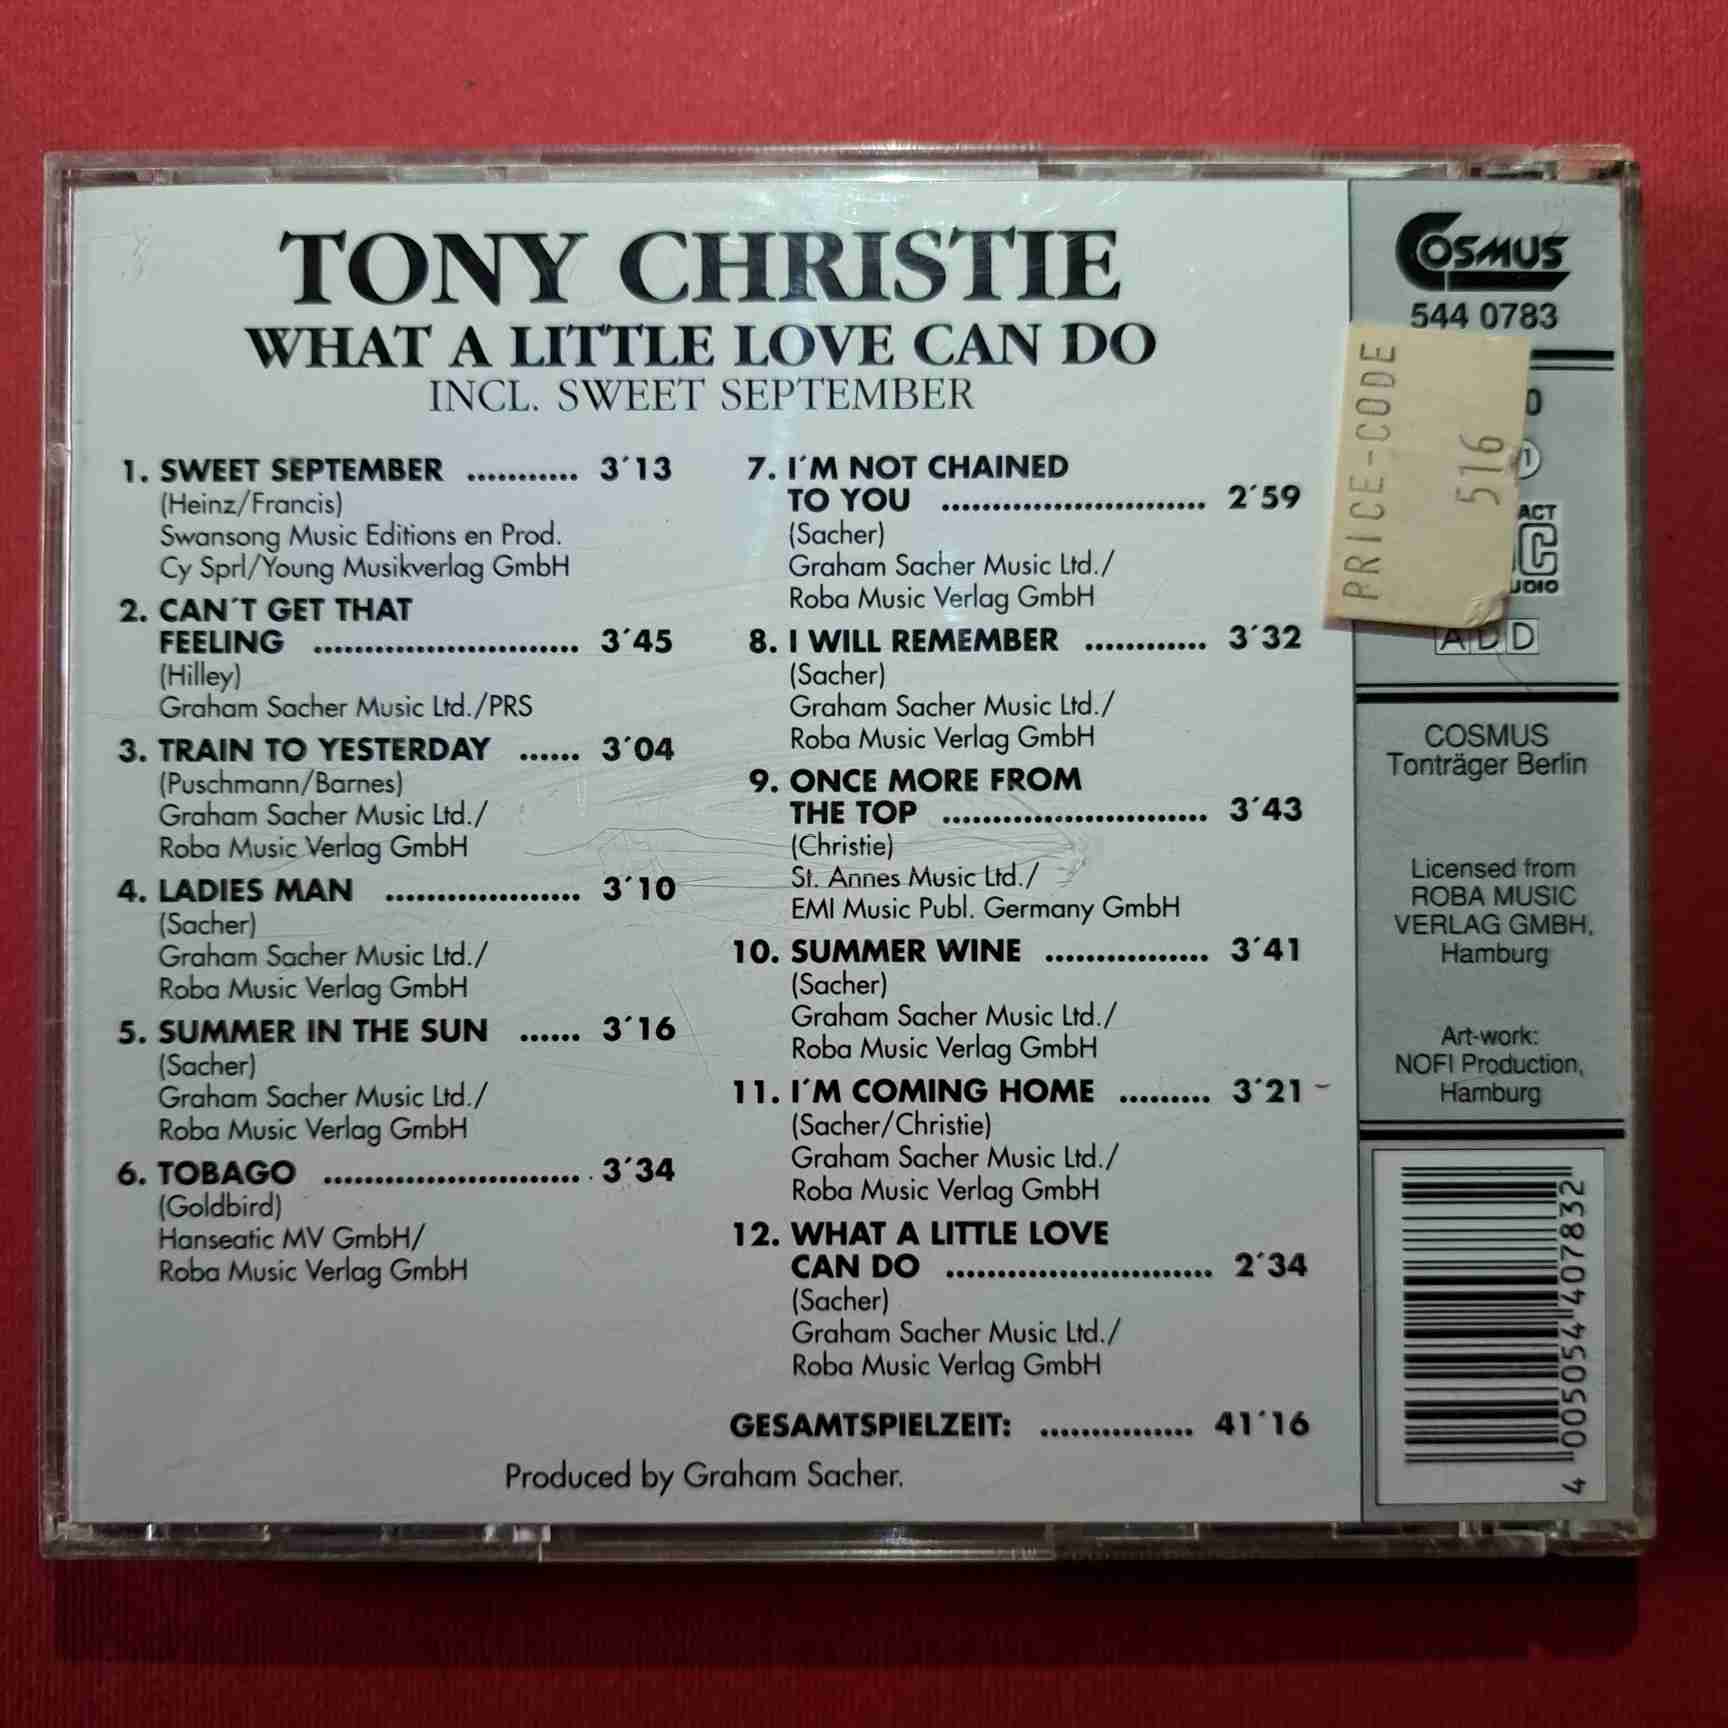 TONY CHRISTIE
WHAT A LITTLE LOVE CAN DO
INCL. SWEET SEPTEMBER
1. SWEET SEPTEMBER ........... 3´13
(Heinz/Francis)
Swansong Music Editions en Prod.
Cy Sprl/Young Musikverlag GmbH
2. CAN´T GET THAT
FEELING ........................... 3´45
(Hilley)
Graham Sacher Music Ltd./PRS
3. TRAIN TO YESTERDAY ...... 3´04
(Puschmann/Barnes)
Graham Sacher Music Ltd./
Roba Music Verlag GmbH
4. LADIES MAN .................... 3´10
(Sacher)
Graham Sacher Music Ltd./
Roba Music Verlag GmbH
5. SUMMER IN THE SUN ...... 3´16
(Sacher)
Graham Sacher Music Ltd./
Roba Music Verlag GmbH
6. TOBAGO .......................... 3´34
(Goldbird)
Hanseatic MV GmbH/
Roba Music Verlag GmbH
7. I´M NOT CHAINED
TO YOU .......................... 2´59
(Sacher)
Graham Sacher Music Ltd./
Roba Music Verlag GmbH
8. I WILL REMEMBER ............ 3´32
(Sacher)
Graham Sacher Music Ltd./
Roba Music Verlag GmbH
9. ONCE MORE FROM
THE TOP .......................... 3´43
(Christie)
St. Annes Music Ltd./
EMI Music Publ. Germany GmbH
10. SUMMER WINE ................ 3´41
(Sacher)
Graham Sacher Music Ltd./
Roba Music Verlag GmbH
11. I´M COMING HOME ......... 3´21
(Sacher/Christie)
Graham Sacher Music Ltd./
Roba Music Verlag GmbH
12. WHAT A LITTLE LOVE
CAN DO .......................... 2´34
(Sacher)
Graham Sacher Music Ltd./
Roba Music Verlag GmbH
GESAMTSPIELZEIT: ............... 41´16
Produced by Graham Sacher.
COSMUS
544 0783
PRICE-CODE
516
ADD
COSMUS
Tonträger Berlin
Licensed from
ROBA MUSIC
VERLAG GMBH,
Hamburg
Art-work:
NOFI Production,
Hamburg
4 005054 407832